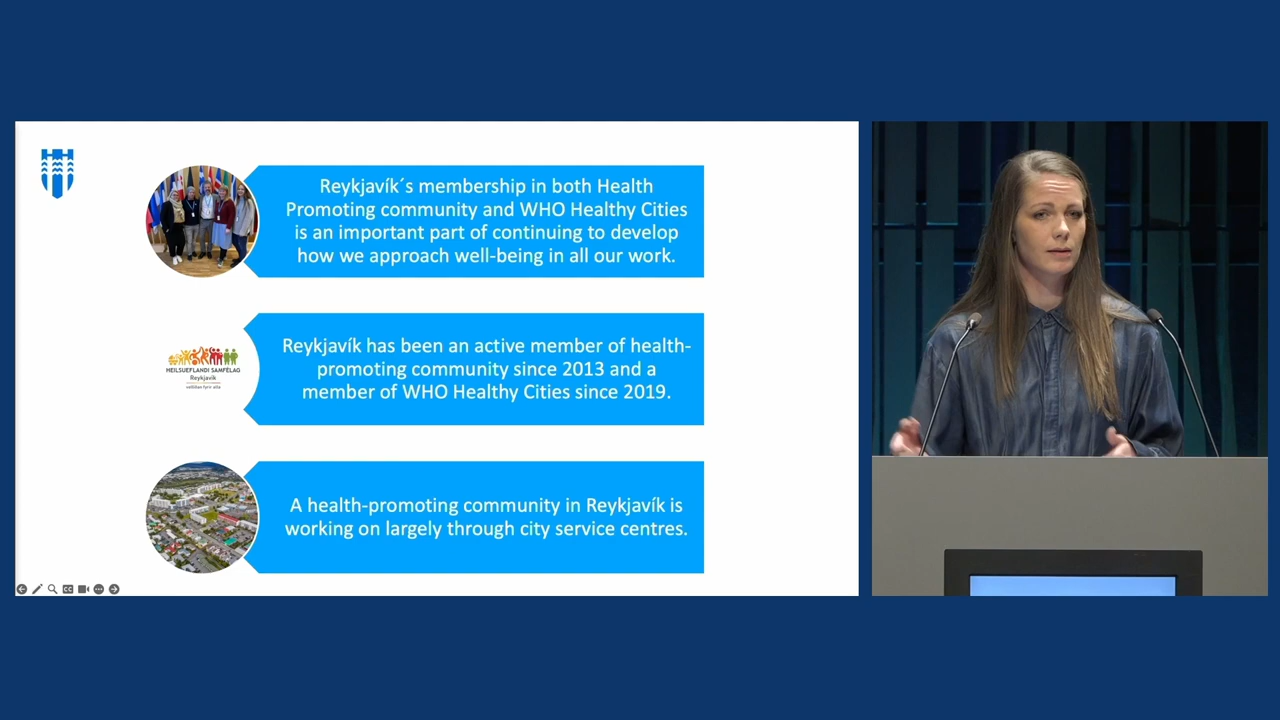 Reykjavík´s membership in both Health
Promoting community and WHO Healthy Cities
is an important part of continuing to develop
how we approach well-being in all our work.
HEILSUEFLANDI SAMFÉLAG
Reykjavík
vellíðan fyrir alla
Reykjavík has been an active member of health-
promoting community since 2013 and a
member of WHO Healthy Cities since 2019.
A health-promoting community in Reykjavík is
working on largely through city service centres.